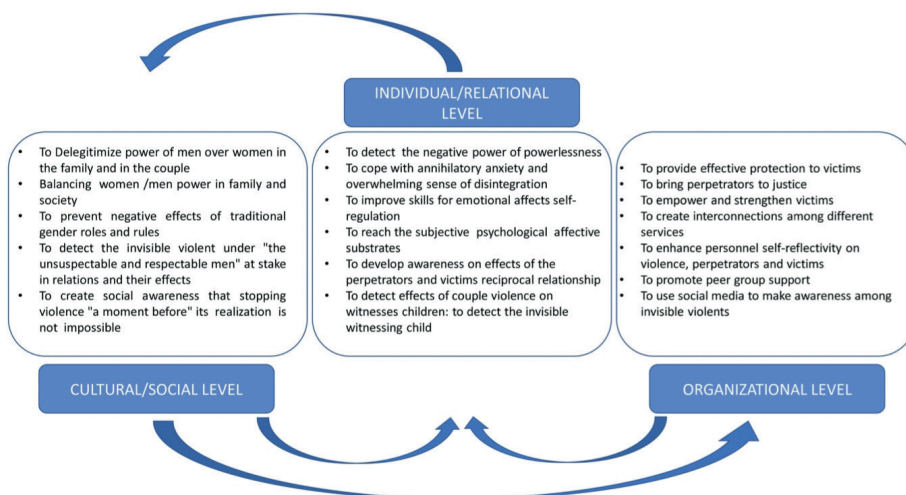 INDIVIDUAL/RELATIONAL
LEVEL
• To Delegitimize power of men over women in
the family and in the couple
• Balancing women /men power in family and
society
• To prevent negative effects of traditional
gender roles and rules
• To detect the invisible violent under "the
unsuspectable and respectable men" at stake
in relations and their effects
• To create social awareness that stopping
violence "a moment before" its realization is
not impossible
• To detect the negative power of powerlessness
• To cope with annihilatory anxiety and
overwhelming sense of disintegration
• To improve skills for emotional affects self-
regulation
• To reach the subjective psychological affective
substrates
• To develop awareness on effects of the
perpetrators and victims reciprocal relationship
• To detect effects of couple violence on
witnesses children: to detect the invisible
witnessing child
• To provide effective protection to victims
• To bring perpetrators to justice
• To empower and strengthen victims
• To create interconnections among different
services
• To enhance personnel self-reflectivity on
violence, perpetrators and victims
• To promote peer group support
• To use social media to make awareness among
invisible violents
CULTURAL/SOCIAL LEVEL
ORGANIZATIONAL LEVEL